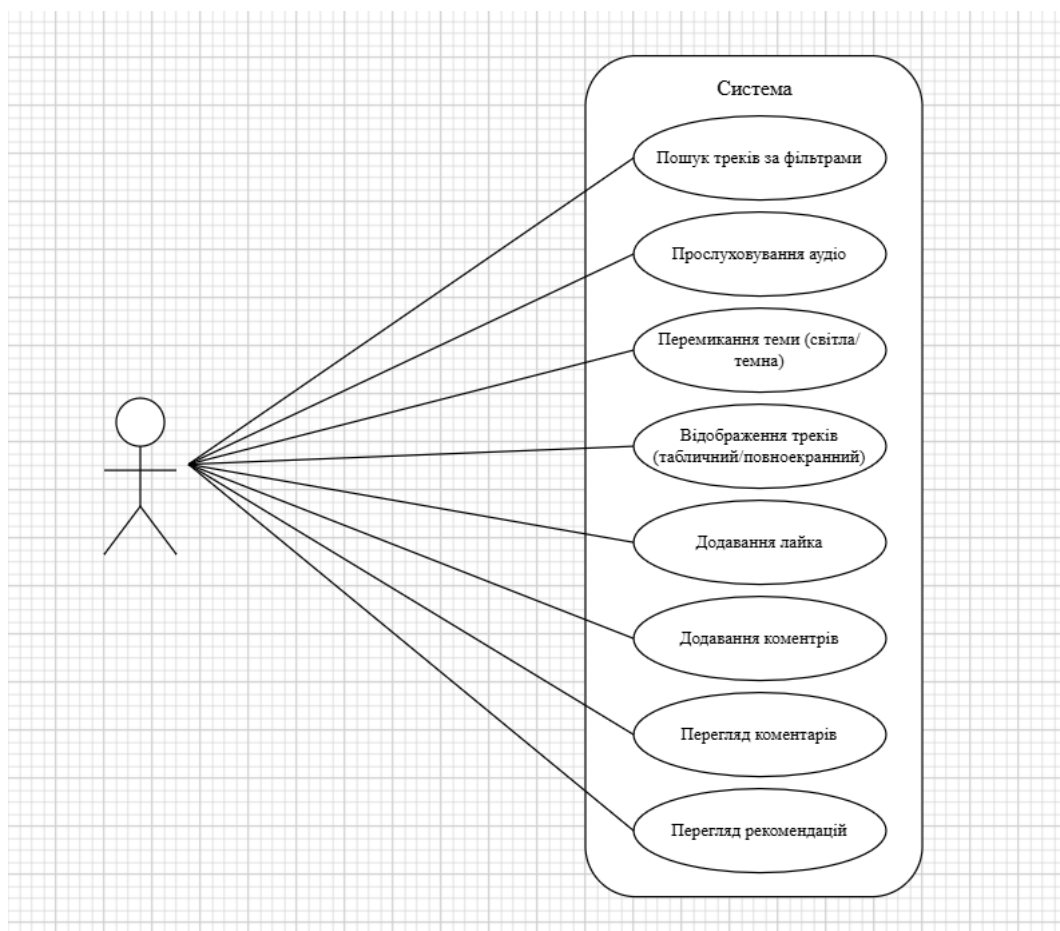 Система
Пошук треків за фільтрами
Прослуховування аудіо
Перемикання теми (світла/
темна)
Відображення треків
(табличний/повноекранний)
Додавання лайка
Додавання коментрів
Перегляд коментарів
Перегляд рекомендацій